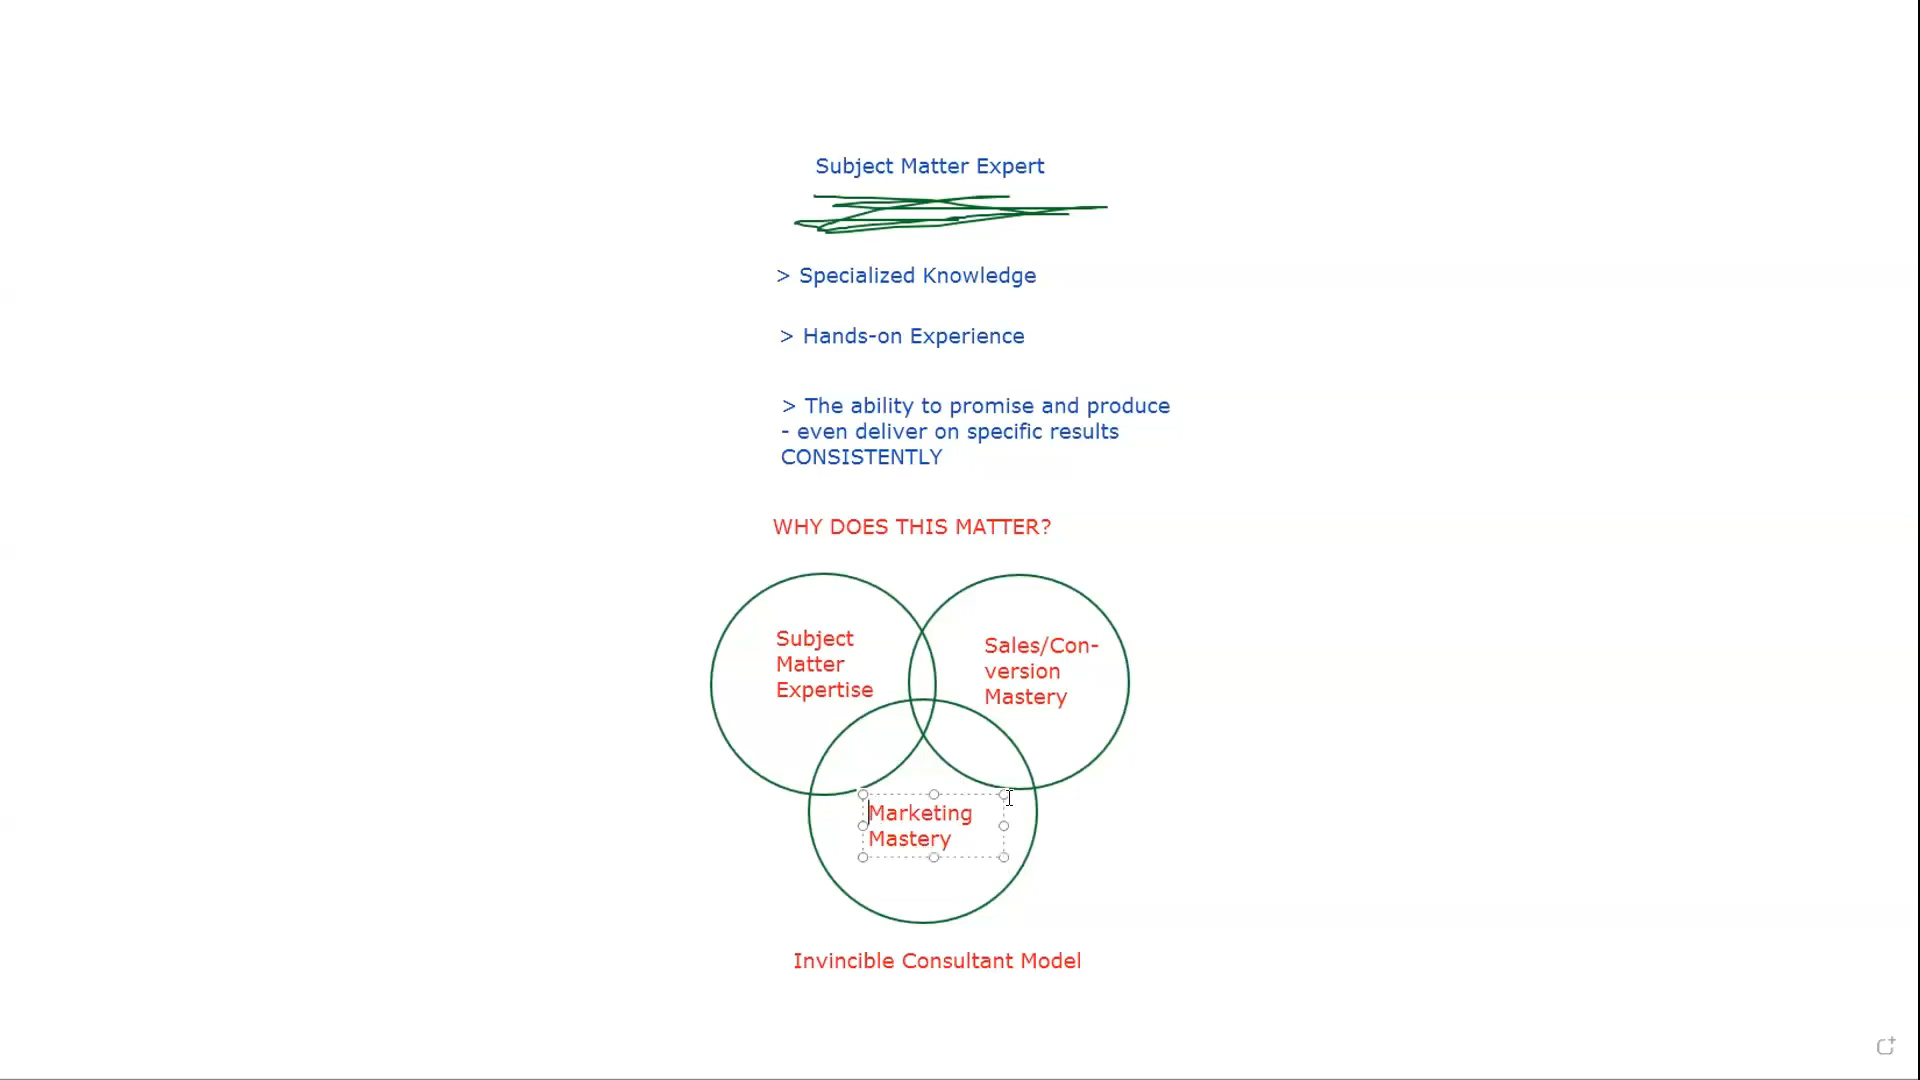 Subject Matter Expert
> Specialized Knowledge
> Hands-on Experience
> The ability to promise and produce
- even deliver on specific results
CONSISTENTLY
WHY DOES THIS MATTER?
Subject
Matter
Expertise
Sales/Con-
version
Mastery
Marketing
Mastery
Invincible Consultant Model